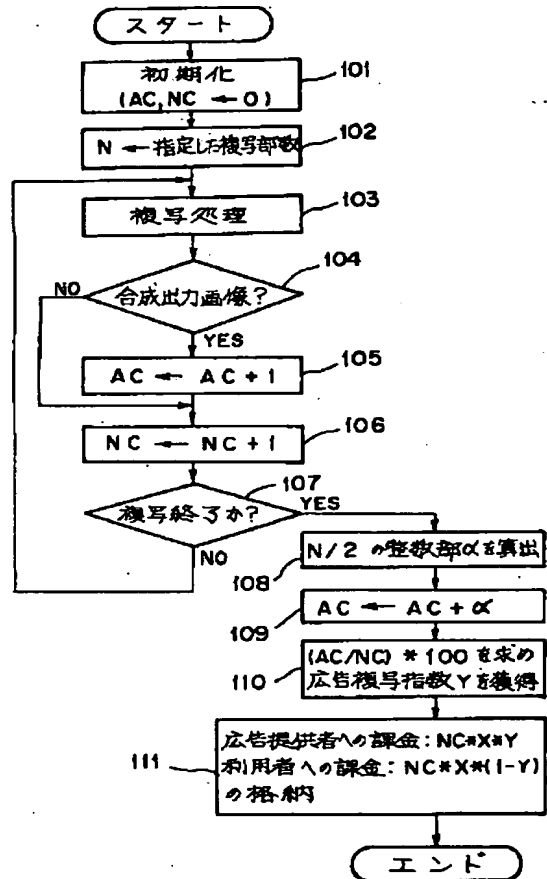 スタート
101
初期化
(AC, NC ← 0)
102
N ← 指定した複写部数
103
複写処理
104
合成出力画像?
NO
YES
105
AC ← AC + 1
106
NC ← NC + 1
107
複写終了か?
YES
NO
108
N/2 の整数部αを算出
109
AC ← AC + α
110
(AC/NC) * 100 を求め
広告複写指数Yを獲得
111
広告提供者への課金: NC*X*Y
利用者への課金: NC*X*(1-Y)
の格納
エンド